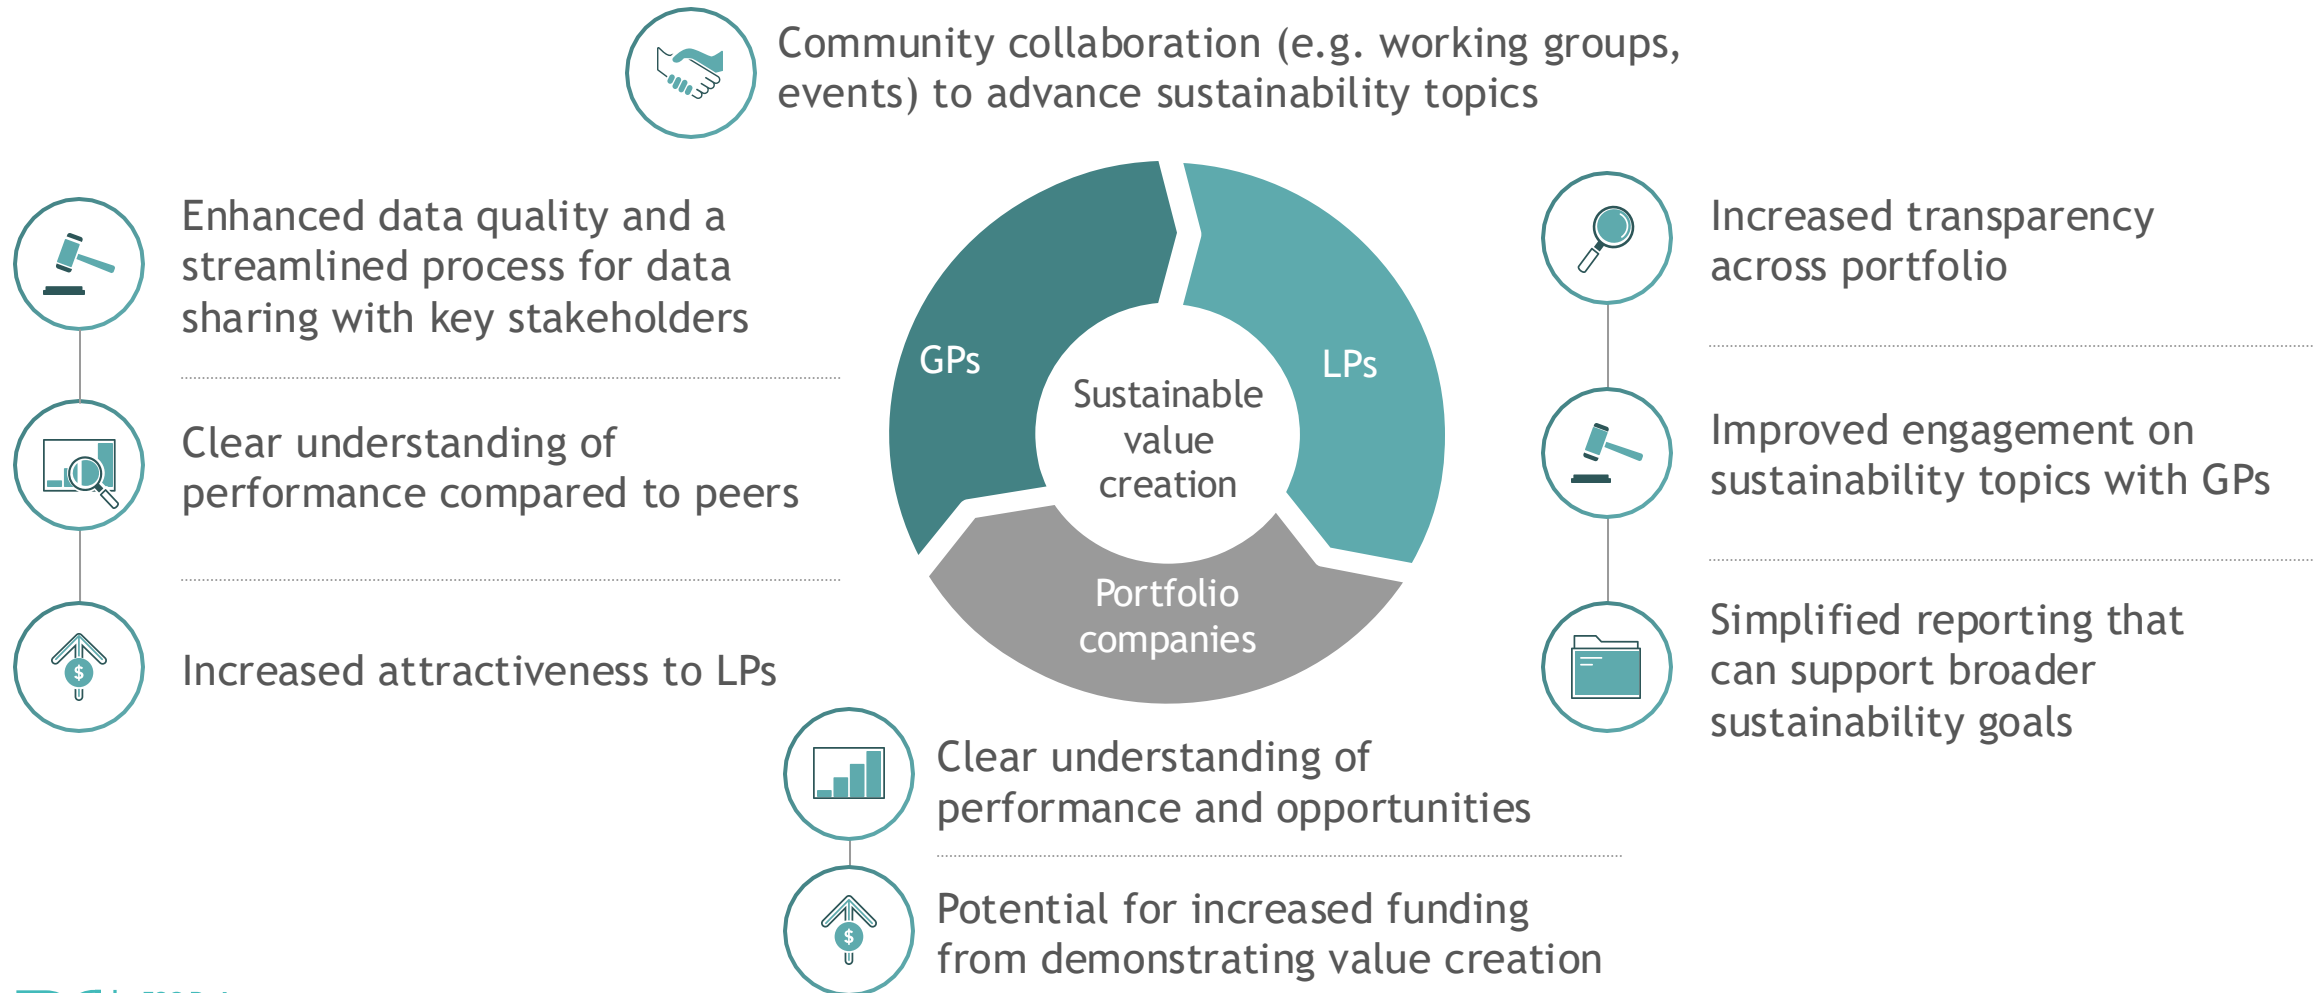 Community collaboration (e.g. working groups,
events) to advance sustainability topics
Enhanced data quality and a
streamlined process for data
sharing with key stakeholders
Clear understanding of
performance compared to peers
Increased attractiveness to LPs
GPs
LPs
Sustainable
value
creation
Portfolio
companies
Increased transparency
across portfolio
Improved engagement on
sustainability topics with GPs
Simplified reporting that
can support broader
sustainability goals
Clear understanding of
performance and opportunities
$
Potential for increased funding
from demonstrating value creation
$